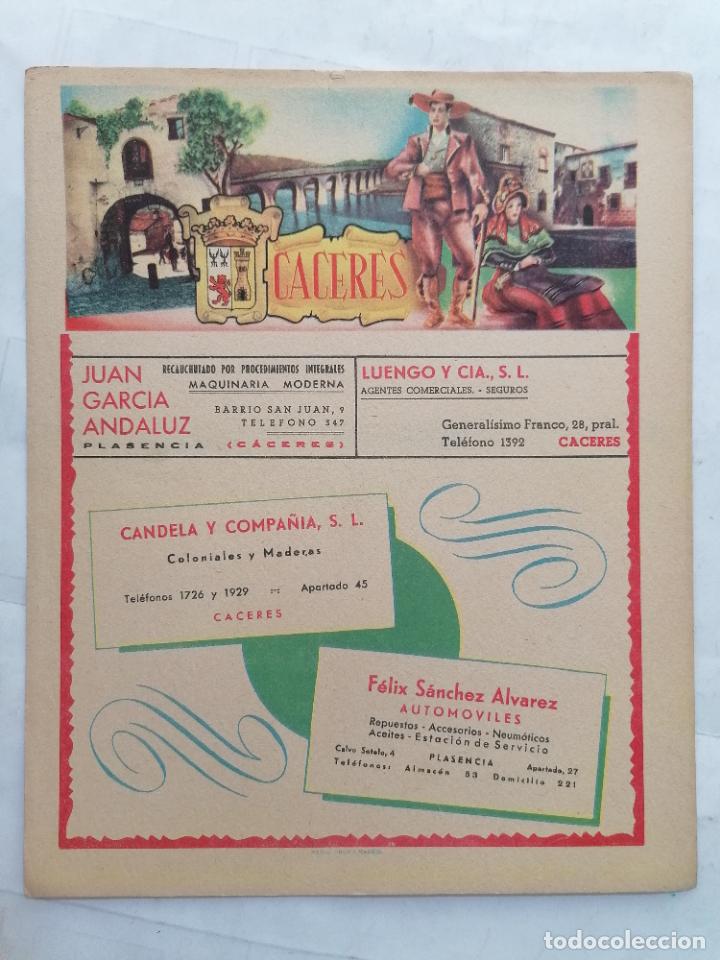 CACERES
JUAN
GARCIA
ANDALUZ
RECAUCHUTADO POR PROCEDIMIENTOS INTEGRALES
MAQUINARIA MODERNA
BARRIO SAN JUAN, 9
TELEFONO 347
PLASENCIA (CÁCERES)
LUENGO Y CIA., S. L.
AGENTES COMERCIALES. - SEGUROS
Generalísimo Franco, 28, pral.
Teléfono 1392 CACERES
CANDELA Y COMPAÑIA, S. L.
Coloniales y Maderas
Teléfonos 1726 y 1929 Apartado 45
CACERES
Félix Sánchez Alvarez
AUTOMOVILES
Repuestos - Accesorios - Neumáticos
Aceites - Estación de Servicio
Calvo Sotelo, 4 PLASENCIA Apartado, 27
Teléfonos: Almacén 53 Domicilio 221
todocoleccion
todocoleccion.net